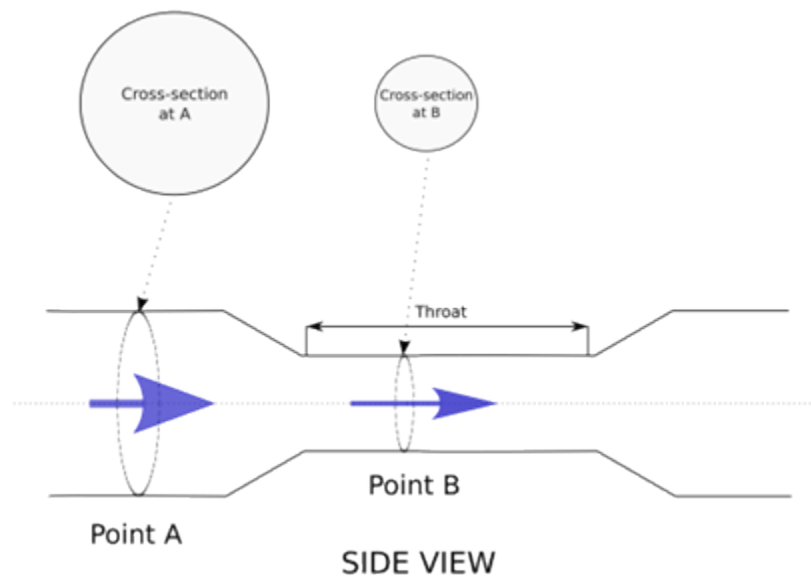 Cross-section
at A
Cross-section
at B
Throat
Point B
Point A
SIDE VIEW